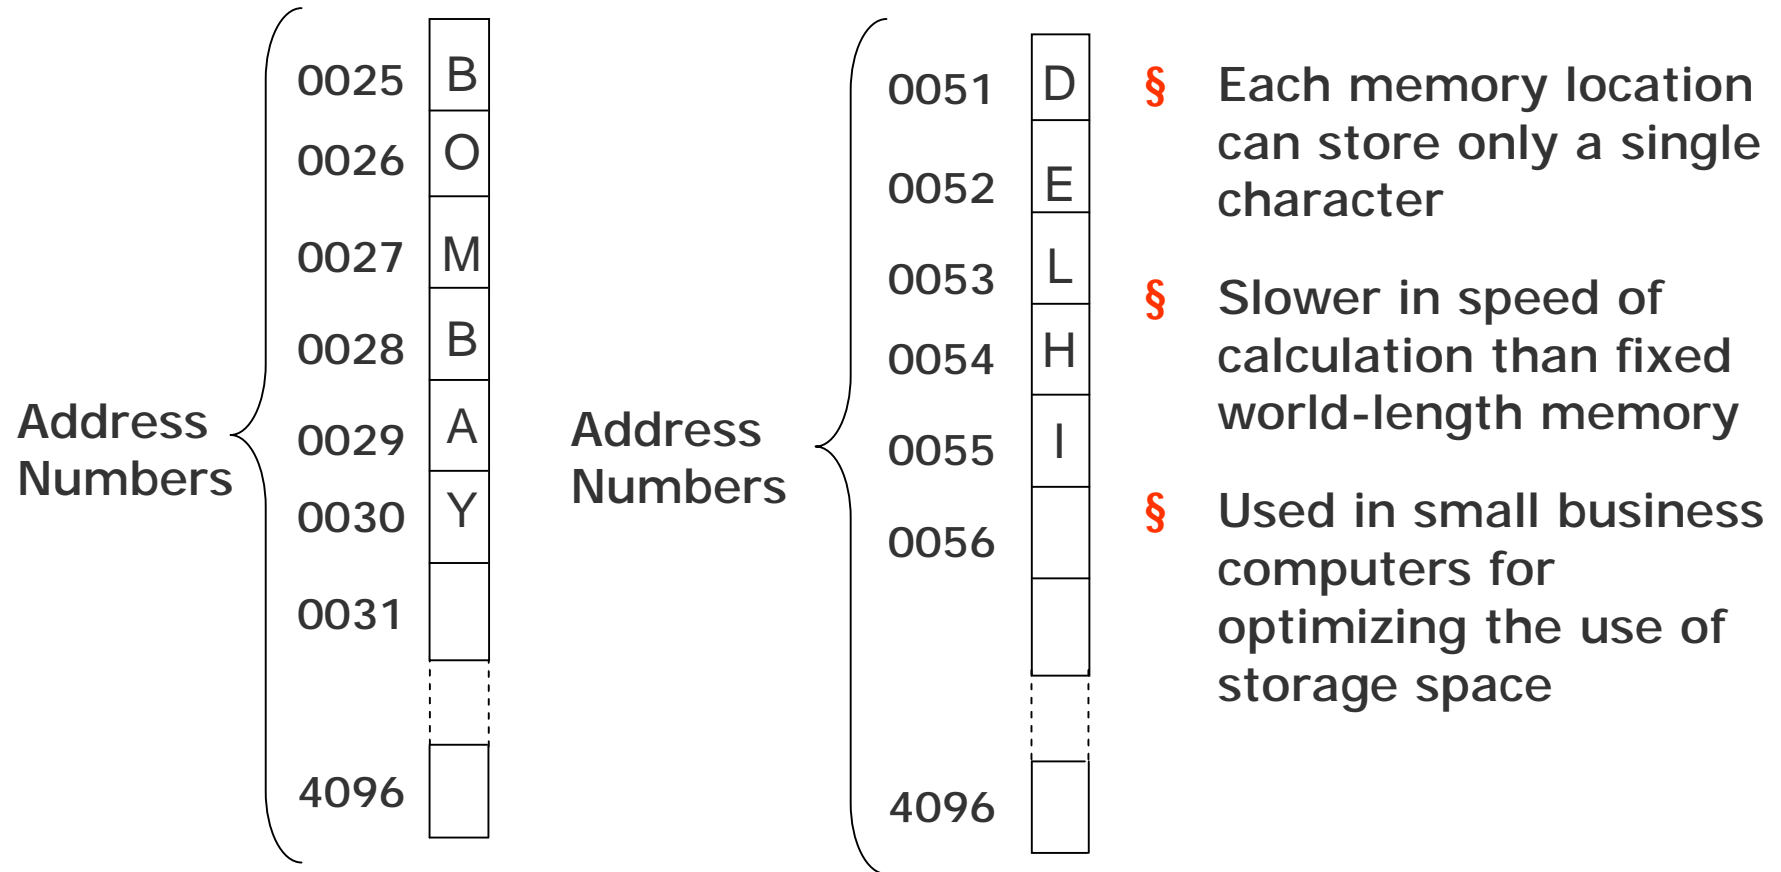 Address
Numbers
0025 B
0026 O
0027 M
0028 B
0029 A
0030 Y
0031
4096
Address
Numbers
0051 D
0052 E
0053 L
0054 H
0055 I
0056
4096
§ Each memory location
can store only a single
character
§ Slower in speed of
calculation than fixed
world-length memory
§ Used in small business
computers for
optimizing the use of
storage space